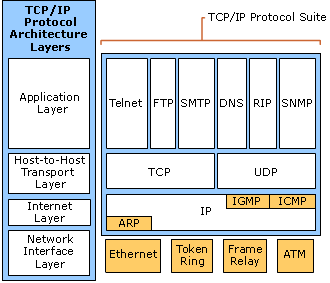 TCP/IP
Protocol
Architecture
Layers
TCP/IP Protocol Suite
Application
Layer
Telnet
FTP
SMTP
DNS
RIP
SNMP
Host-to-Host
Transport
Layer
TCP
UDP
Internet
Layer
IP
IGMP
ICMP
ARP
Network
Interface
Layer
Ethernet
Token
Ring
Frame
Relay
ATM